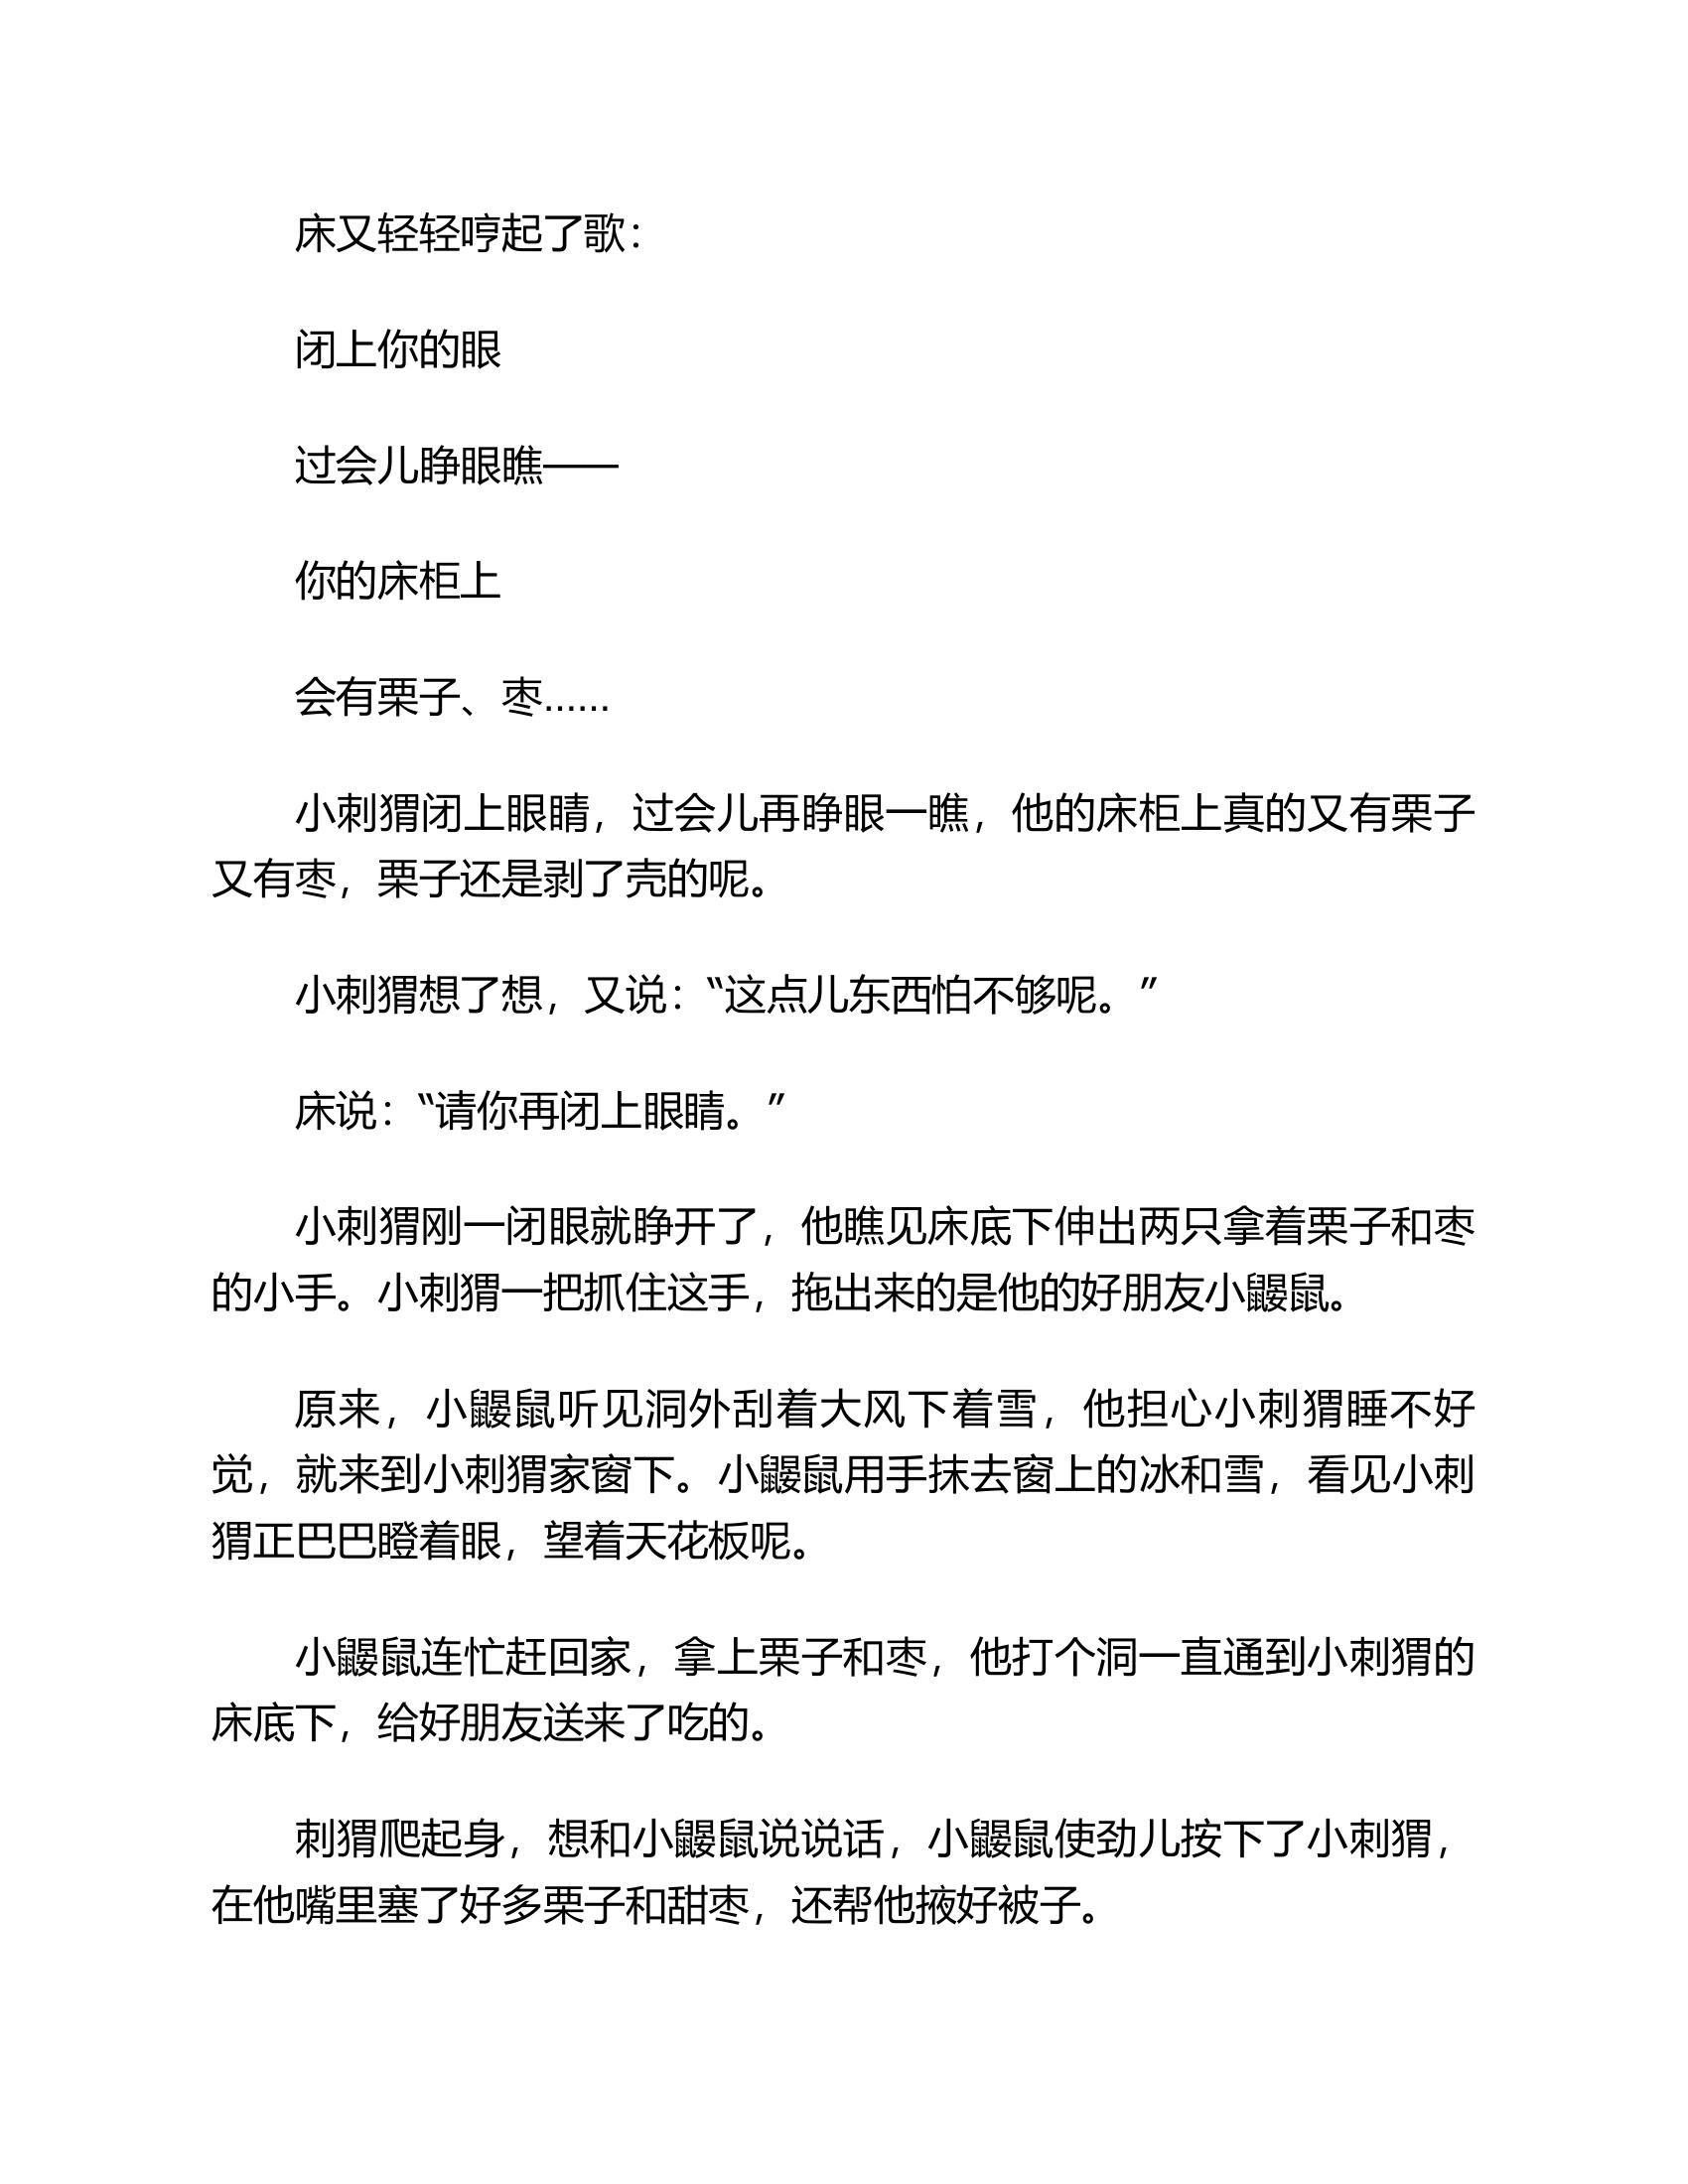 床又轻轻哼起了歌：
闭上你的眼
过会儿睁眼瞧——
你的床柜上
会有栗子、枣……
小刺猬闭上眼睛，过会儿再睁眼一瞧，他的床柜上真的又有栗子
又有枣，栗子还是剥了壳的呢。
小刺猬想了想，又说：“这点儿东西怕不够呢。”
床说：“请你再闭上眼睛。”
小刺猬刚一闭眼就睁开了，他瞧见床底下伸出两只拿着栗子和枣
的小手。小刺猬一把抓住这手，拖出来的是他的好朋友小鼹鼠。
原来，小鼹鼠听见洞外刮着大风下着雪，他担心小刺猬睡不好
觉，就来到小刺猬家窗下。小鼹鼠用手抹去窗上的冰和雪，看见小刺
猬正巴巴瞪着眼，望着天花板呢。
小鼹鼠连忙赶回家，拿上栗子和枣，他打个洞一直通到小刺猬的
床底下，给好朋友送来了吃的。
刺猬爬起身，想和小鼹鼠说说话，小鼹鼠使劲儿按下了小刺猬，
在他嘴里塞了好多栗子和甜枣，还帮他掖好被子。